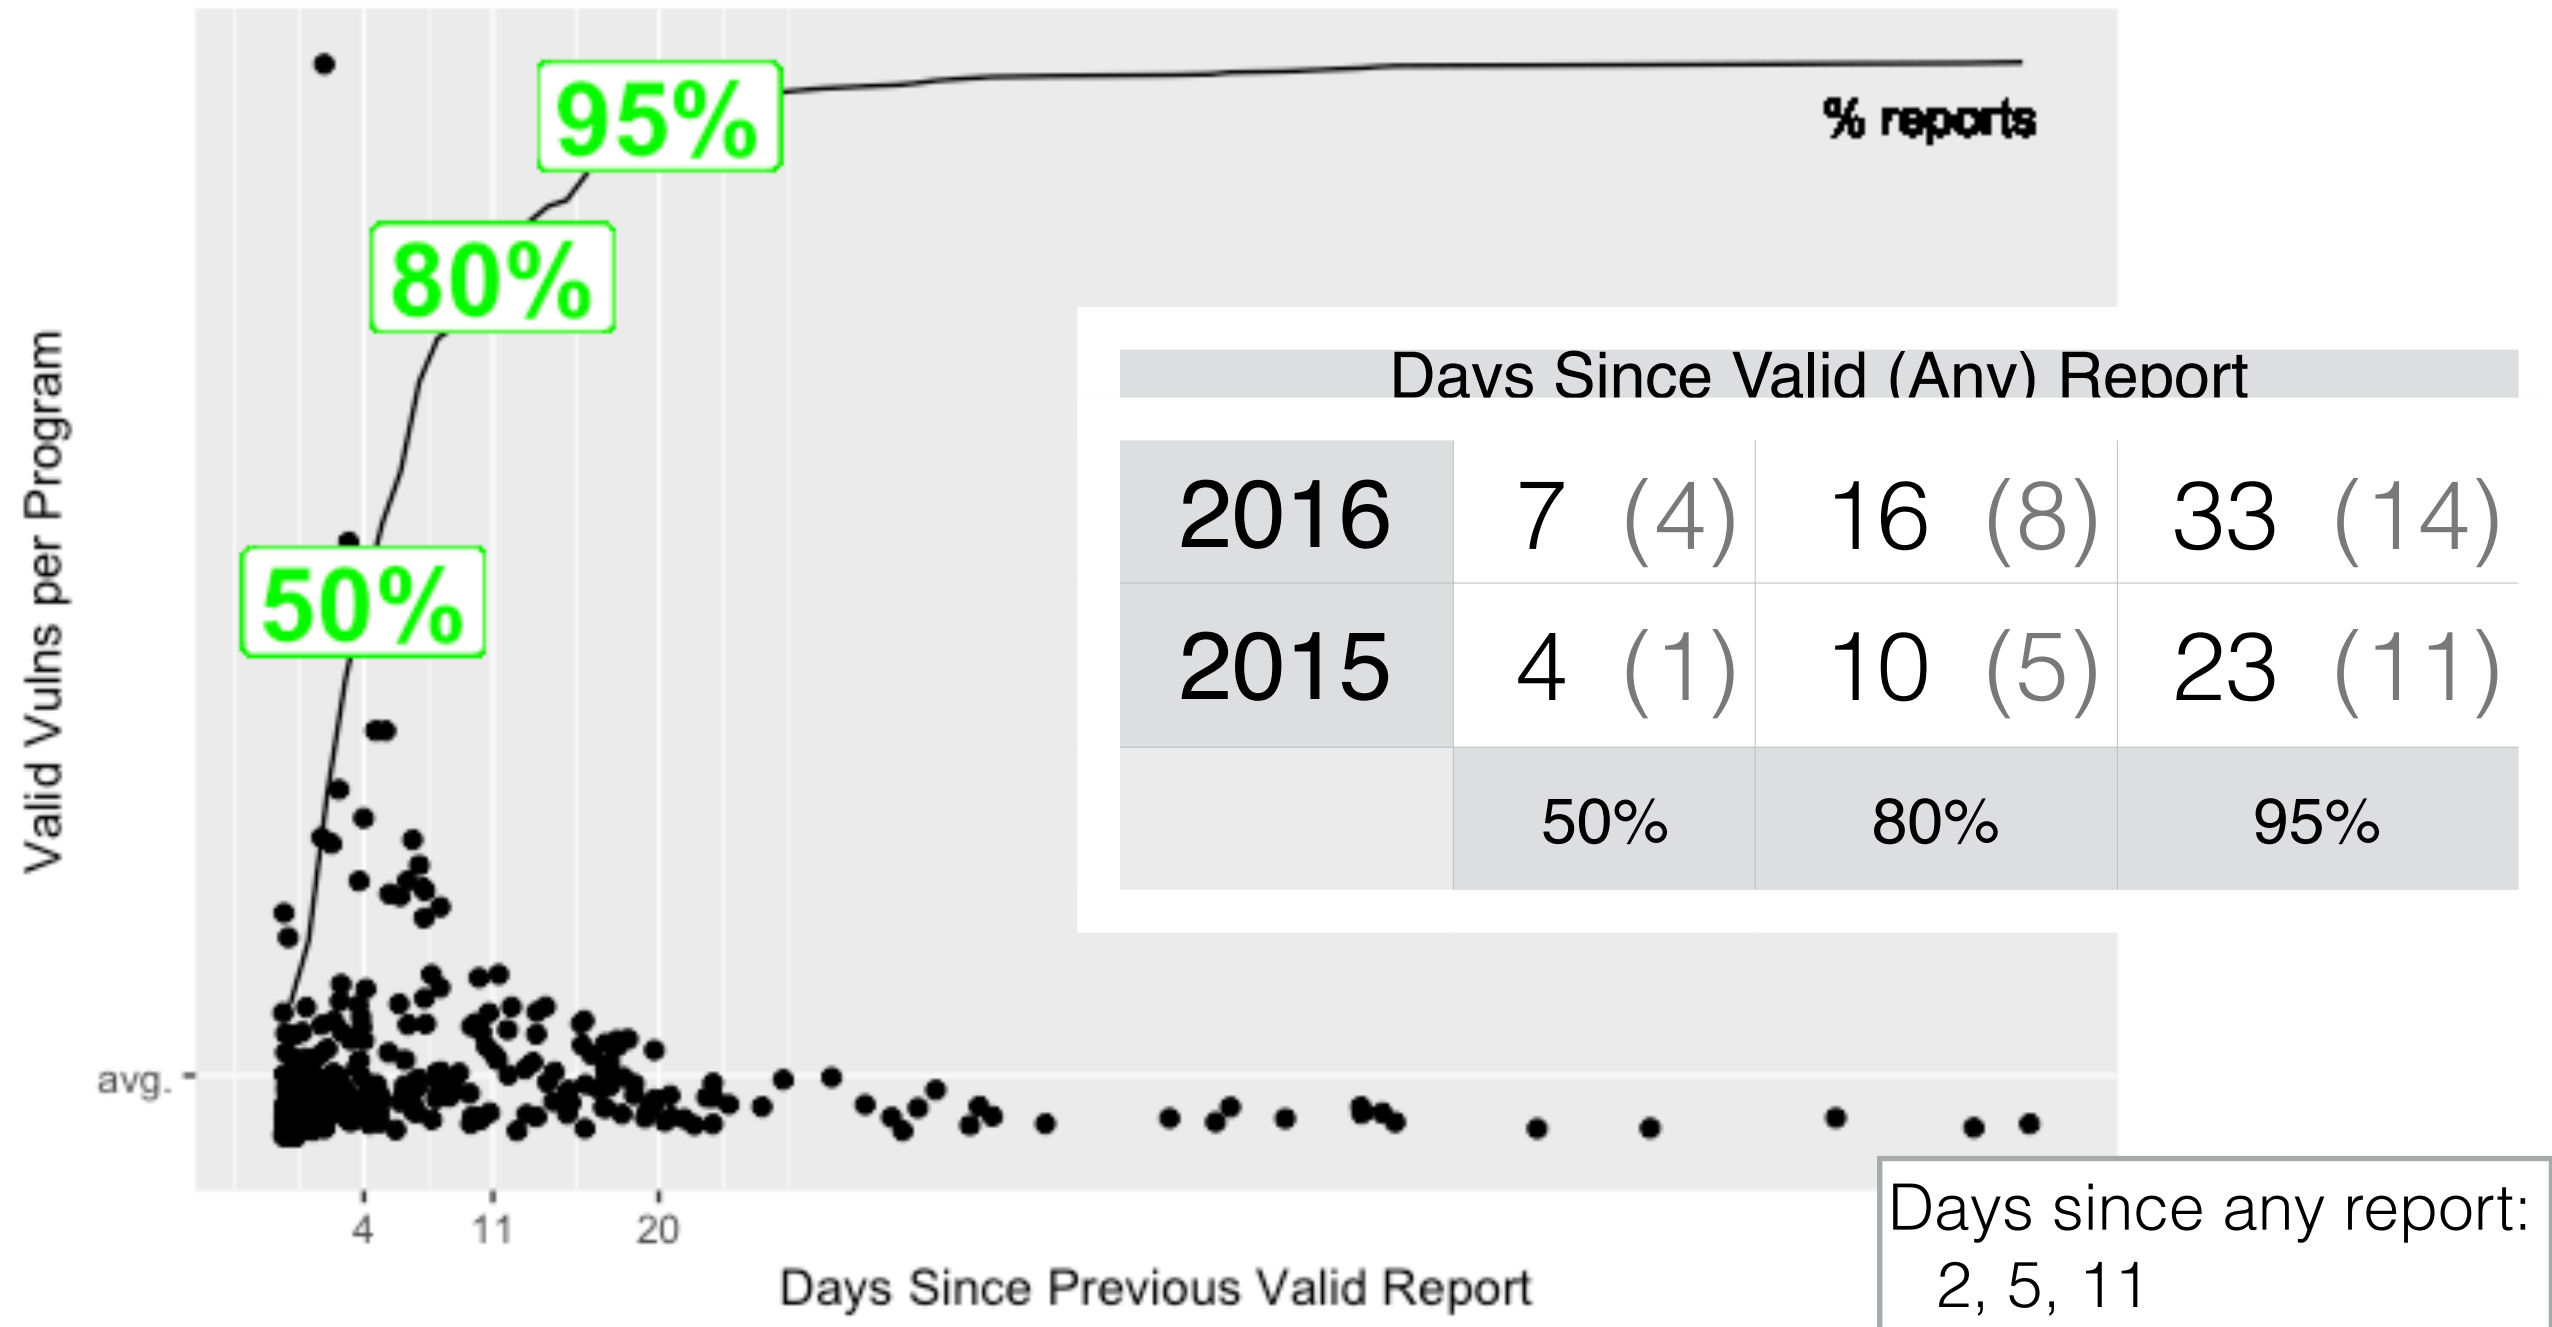 95%
% reports
80%
Days Since Valid (Any) Report
2016 7 (4) 16 (8) 33 (14)
50%
2015 4 (1) 10 (5) 23 (11)
50% 80% 95%
Valid Vulns per Program
avg.
4 11 20
Days Since Previous Valid Report
Days since any report:
2, 5, 11